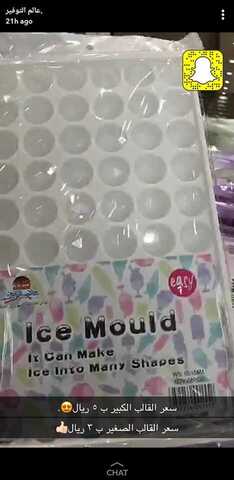 عالم التوفير.
21h ago
easy
1
Ice Mould
It Can Make
Ice Into Many Shapes
سعر القالب الكبير ب ٥ ريال😍.
سعر القالب الصغير ب ٣ ريال👍🏻
CHAT